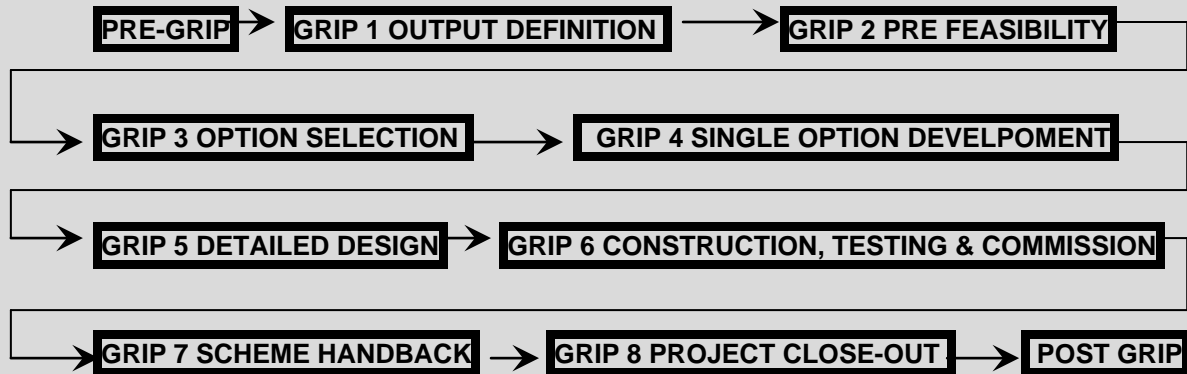 PRE-GRIP GRIP 1 OUTPUT DEFINITION GRIP 2 PRE FEASIBILITY
GRIP 3 OPTION SELECTION GRIP 4 SINGLE OPTION DEVELPOMENT
GRIP 5 DETAILED DESIGN GRIP 6 CONSTRUCTION, TESTING & COMMISSION
GRIP 7 SCHEME HANDBACK GRIP 8 PROJECT CLOSE-OUT POST GRIP